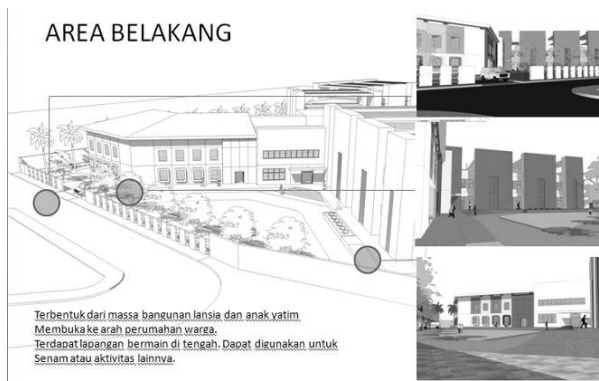 AREA BELAKANG
Terbentuk dari massa bangunan lansia dan anak yatim
Membuka ke arah perumahan warga.
Terdapat lapangan bermain di tengah. Dapat digunakan untuk
Senam atau aktivitas lainnya.